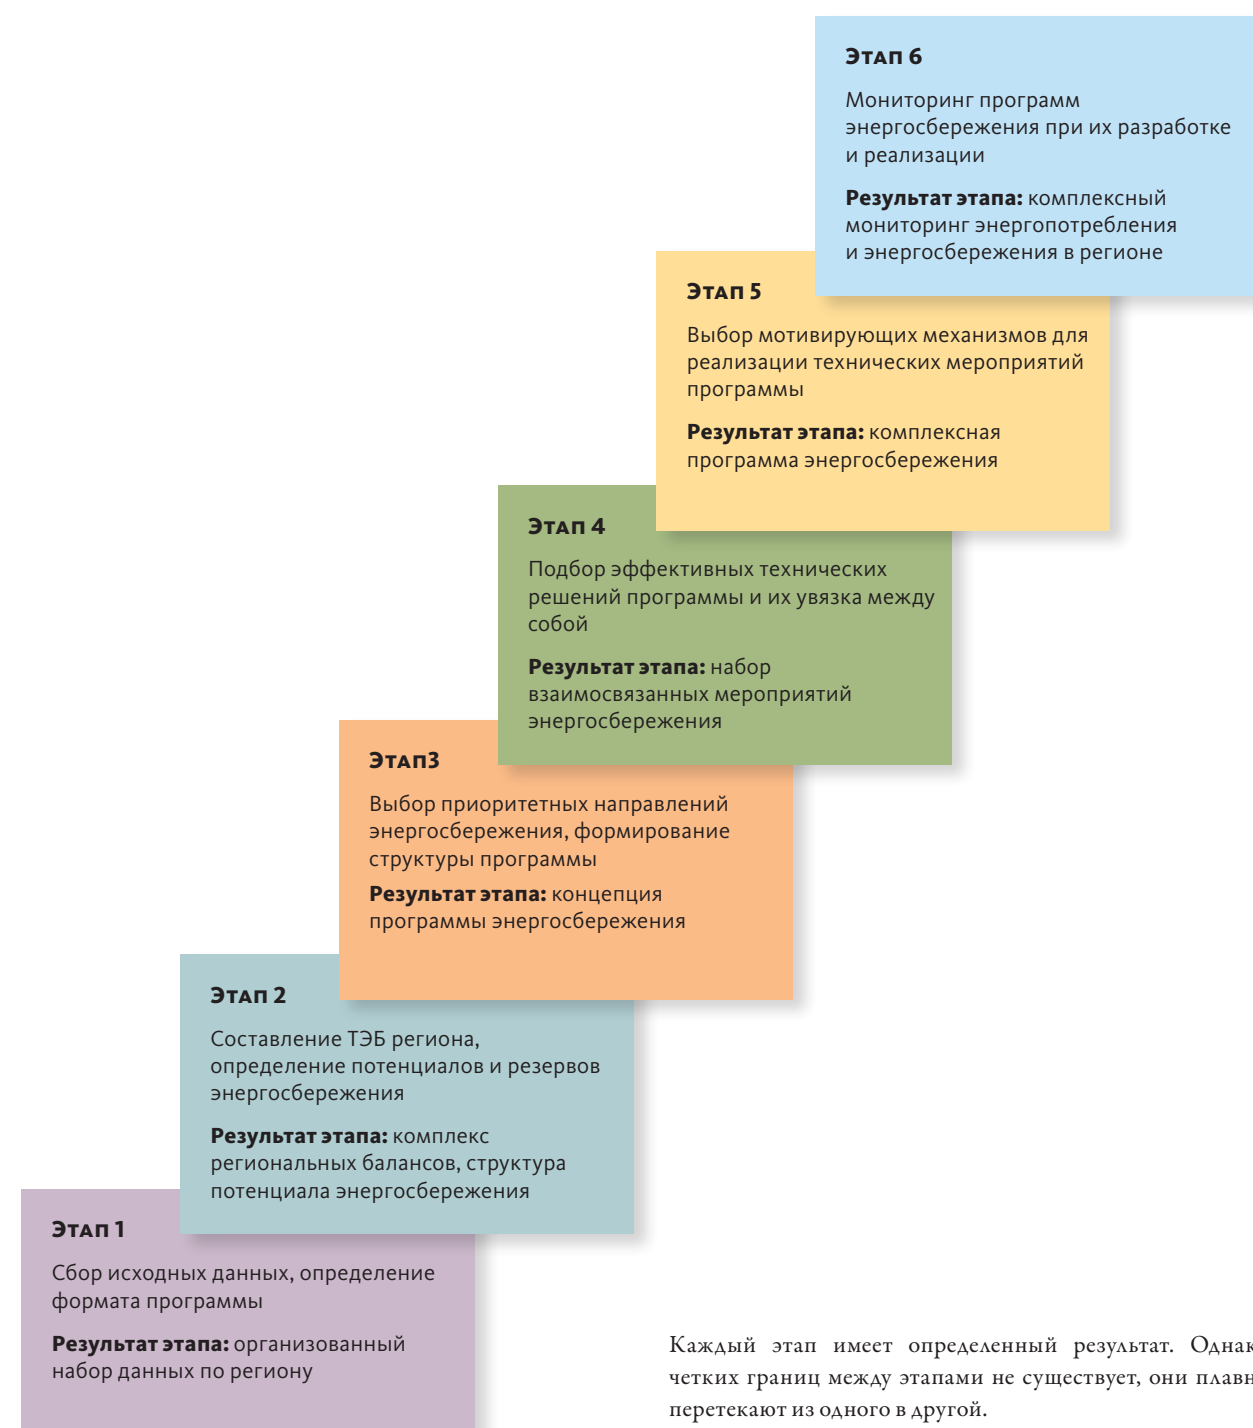 Этап 6
Мониторинг программ
энергосбережения при их разработке
и реализации
Результат этапа: комплексный
мониторинг энергопотребления
и энергосбережения в регионе
Этап 5
Выбор мотивирующих механизмов для
реализации технических мероприятий
программы
Результат этапа: комплексная
программа энергосбережения
Этап 4
Подбор эффективных технических
решений программы и их увязка между
собой
Результат этапа: набор
взаимосвязанных мероприятий
энергосбережения
Этап3
Выбор приоритетных направлений
энергосбережения, формирование
структуры программы
Результат этапа: концепция
программы энергосбережения
Этап 2
Составление ТЭБ региона,
определение потенциалов и резервов
энергосбережения
Результат этапа: комплекс
региональных балансов, структура
потенциала энергосбережения
Этап 1
Сбор исходных данных, определение
формата программы
Результат этапа: организованный
набор данных по региону
Каждый этап имеет определенный результат. Однак
четких границ между этапами не существует, они плавн
перетекают из одного в другой.